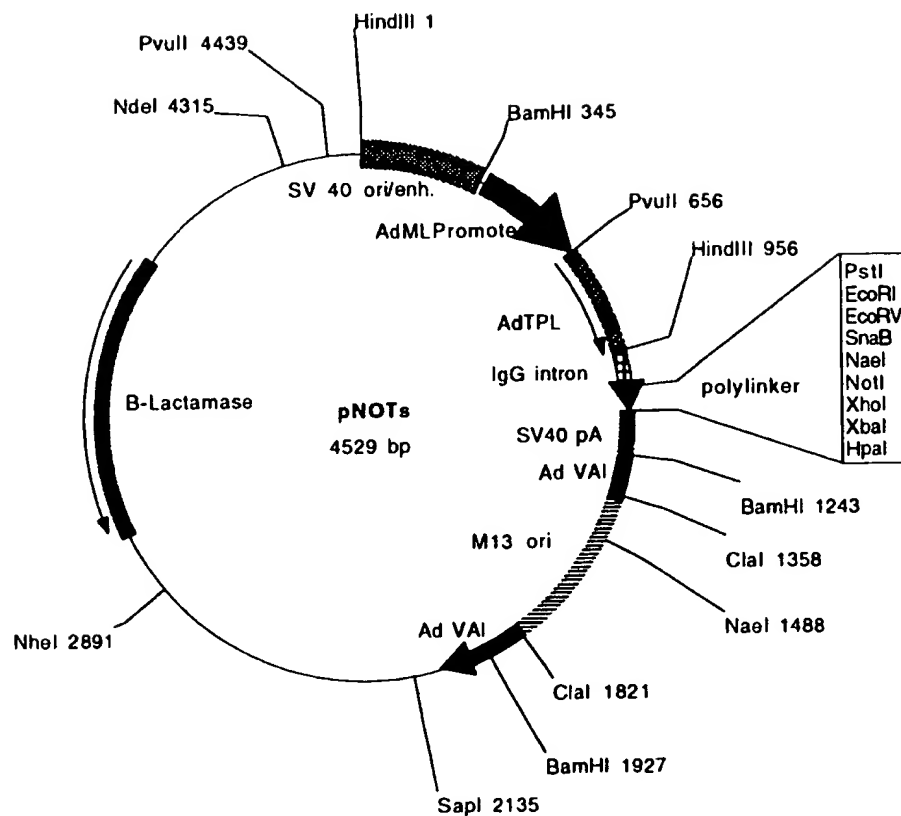 HindIII 1
PvuII 4439
NdeI 4315
BamHI 345
SV 40 ori/enh.
AdMLPromote
PvuII 656
HindIII 956
PstI
EcoRI
EcoRV
SnaB
NaeI
NotI
XhoI
XbaI
HpaI
AdTPL
IgG intron
polylinker
B-Lactamase
pNOTs
4529 bp
SV40 pA
Ad VAI
BamHI 1243
M13 ori
ClaI 1358
NaeI 1488
NheI 2891
Ad VAI
ClaI 1821
BamHI 1927
SapI 2135